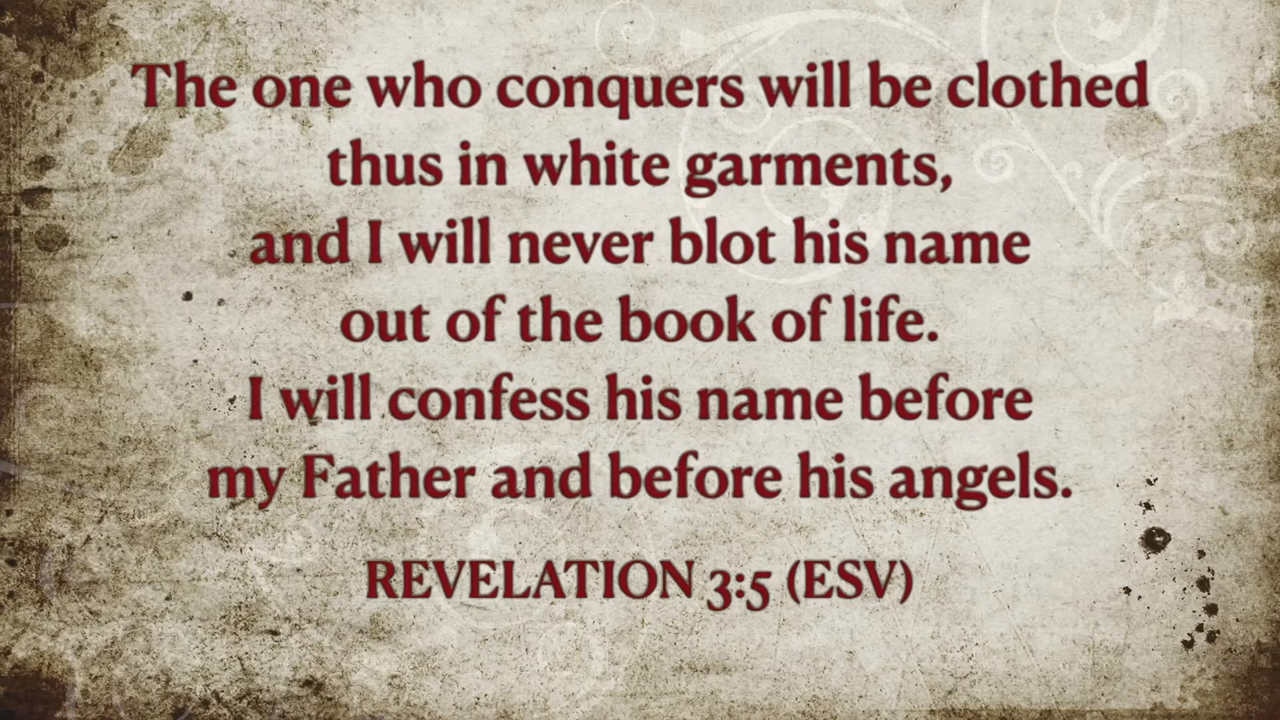 The one who conquers will be clothed
thus in white garments,
and I will never blot his name
out of the book of life.
I will confess his name before
my Father and before his angels.
REVELATION 3:5 (ESV)